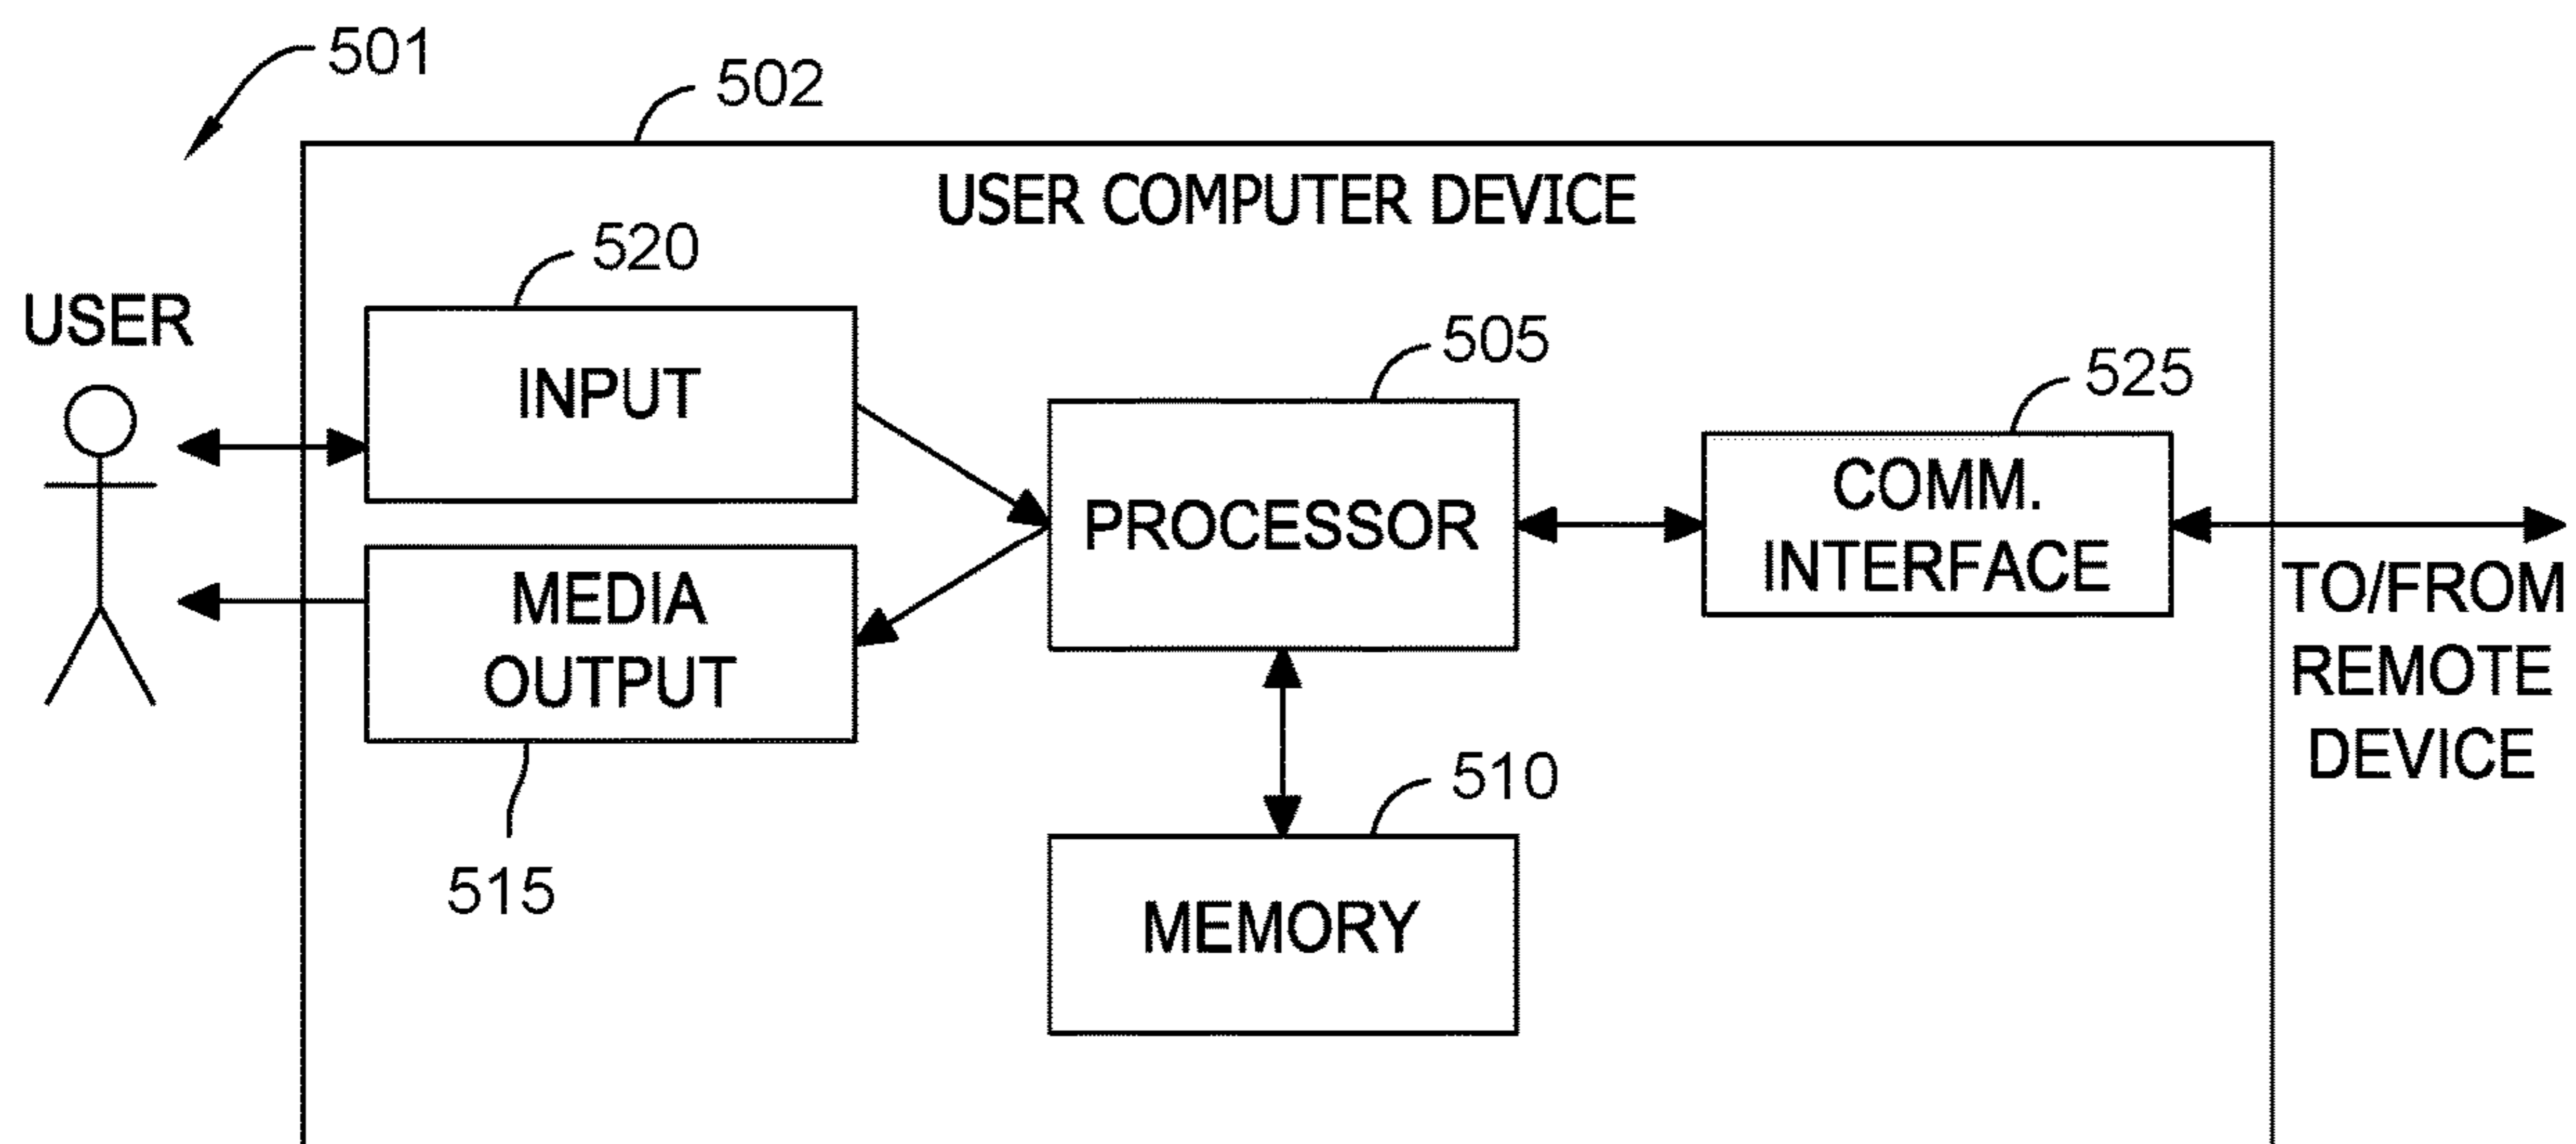 501
502
USER COMPUTER DEVICE
520
USER
INPUT
505
525
PROCESSOR
COMM.
INTERFACE
MEDIA
OUTPUT
TO/FROM
REMOTE
DEVICE
510
515
MEMORY